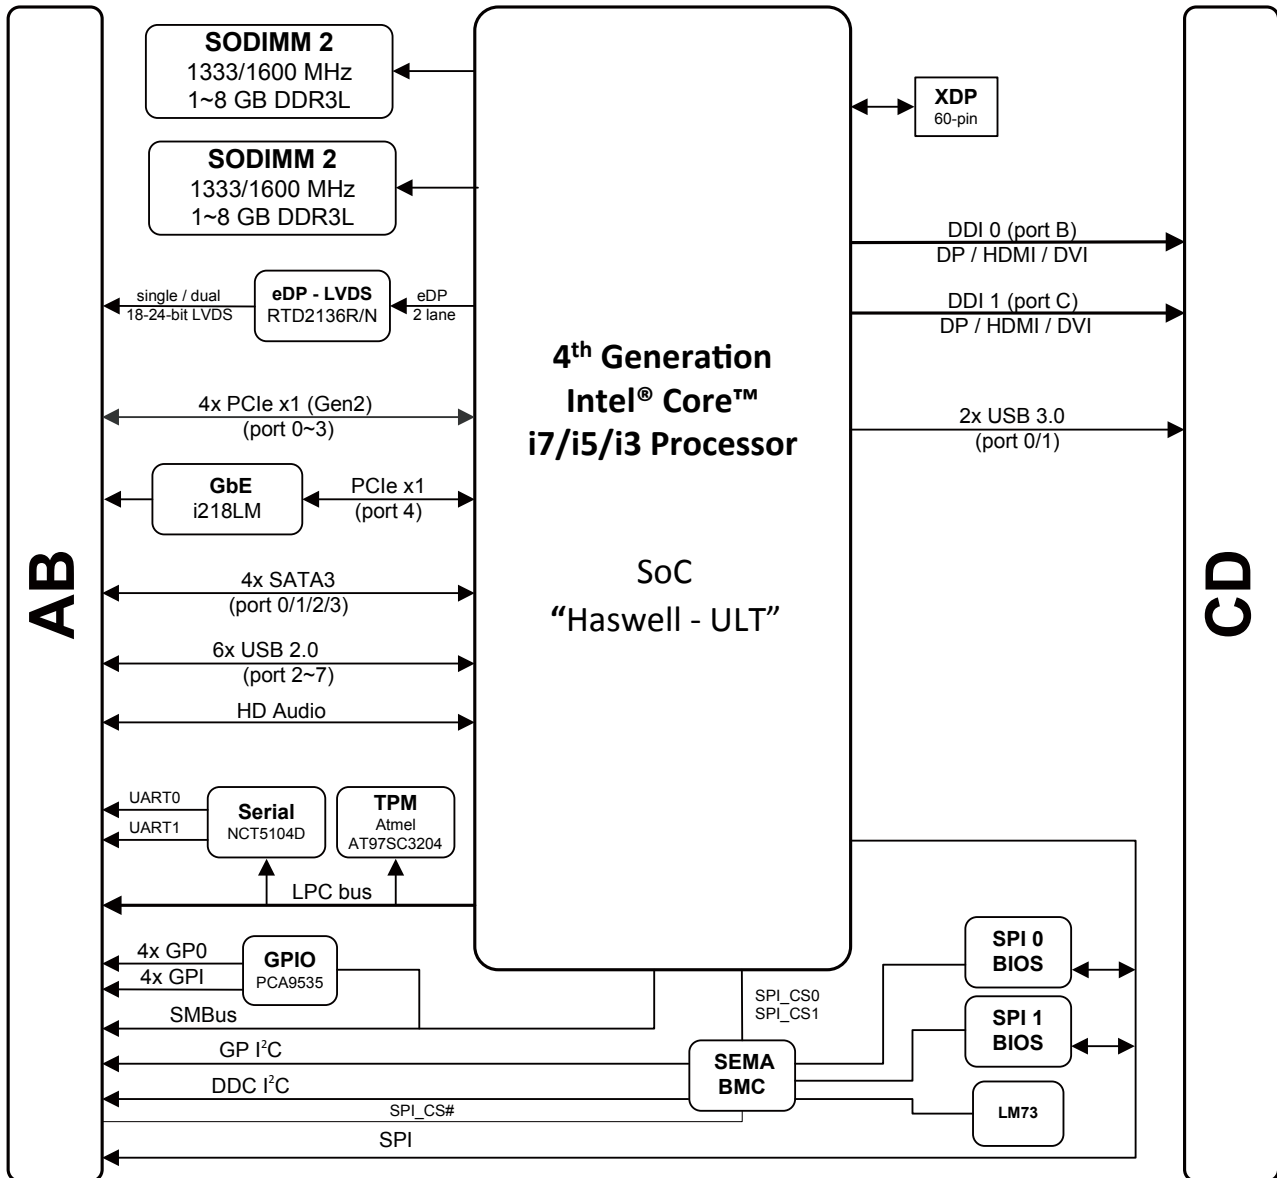 SODIMM 2
1333/1600 MHz
1~8 GB DDR3L
SODIMM 2
1333/1600 MHz
1~8 GB DDR3L
single / dual
18-24-bit LVDS
eDP - LVDS
RTD2136R/N
eDP
2 lane
4x PCIe x1 (Gen2)
(port 0~3)
GbE
i218LM
PCIe x1
(port 4)
4x SATA3
(port 0/1/2/3)
6x USB 2.0
(port 2~7)
HD Audio
UART0
UART1
Serial
NCT5104D
TPM
Atmel
AT97SC3204
LPC bus
4x GP0
4x GPI
GPIO
PCA9535
SMBus
GP I²C
DDC I²C
SPI_CS#
SPI
AB
4th Generation
Intel® Core™
i7/i5/i3 Processor
SoC
“Haswell - ULT”
SPI_CS0
SPI_CS1
SEMA
BMC
XDP
60-pin
DDI 0 (port B)
DP / HDMI / DVI
DDI 1 (port C)
DP / HDMI / DVI
2x USB 3.0
(port 0/1)
SPI 0
BIOS
SPI 1
BIOS
LM73
CD